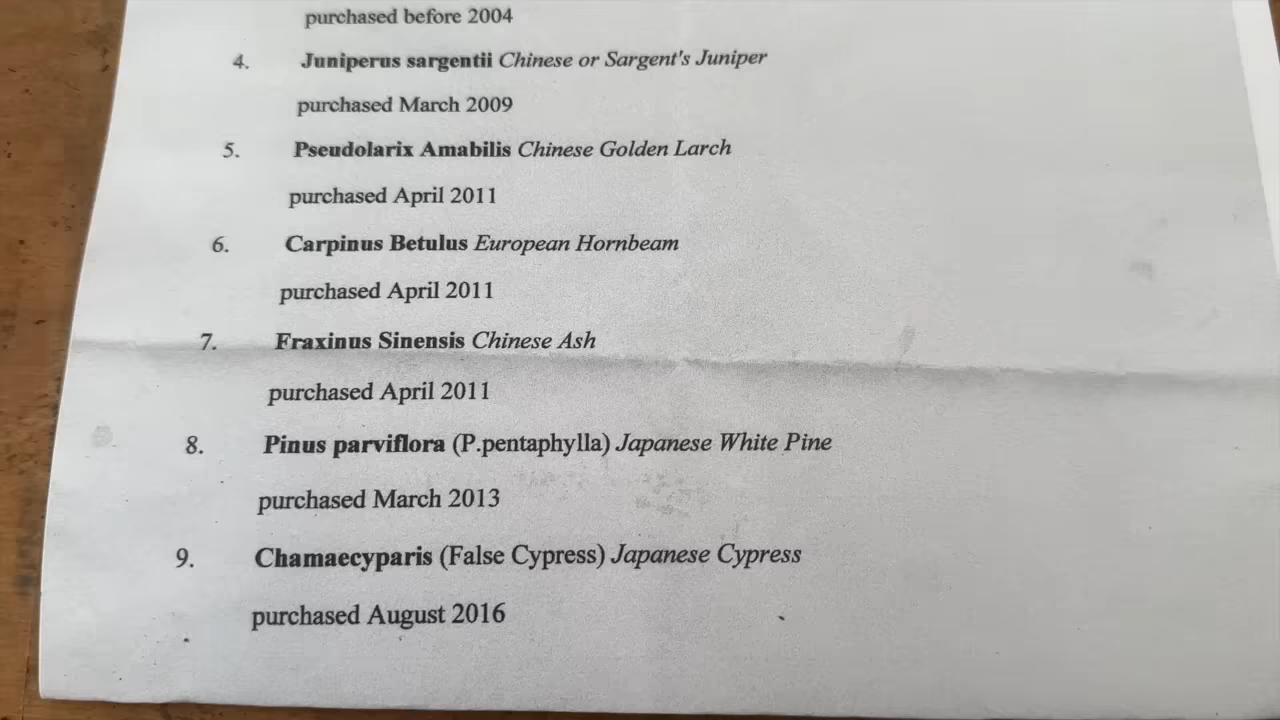 purchased before 2004
4. Juniperus sargentii Chinese or Sargent's Juniper
purchased March 2009
5. Pseudolarix Amabilis Chinese Golden Larch
purchased April 2011
6. Carpinus Betulus European Hornbeam
purchased April 2011
7. Fraxinus Sinensis Chinese Ash
purchased April 2011
8. Pinus parviflora (P.pentaphylla) Japanese White Pine
purchased March 2013
9. Chamaecyparis (False Cypress) Japanese Cypress
purchased August 2016